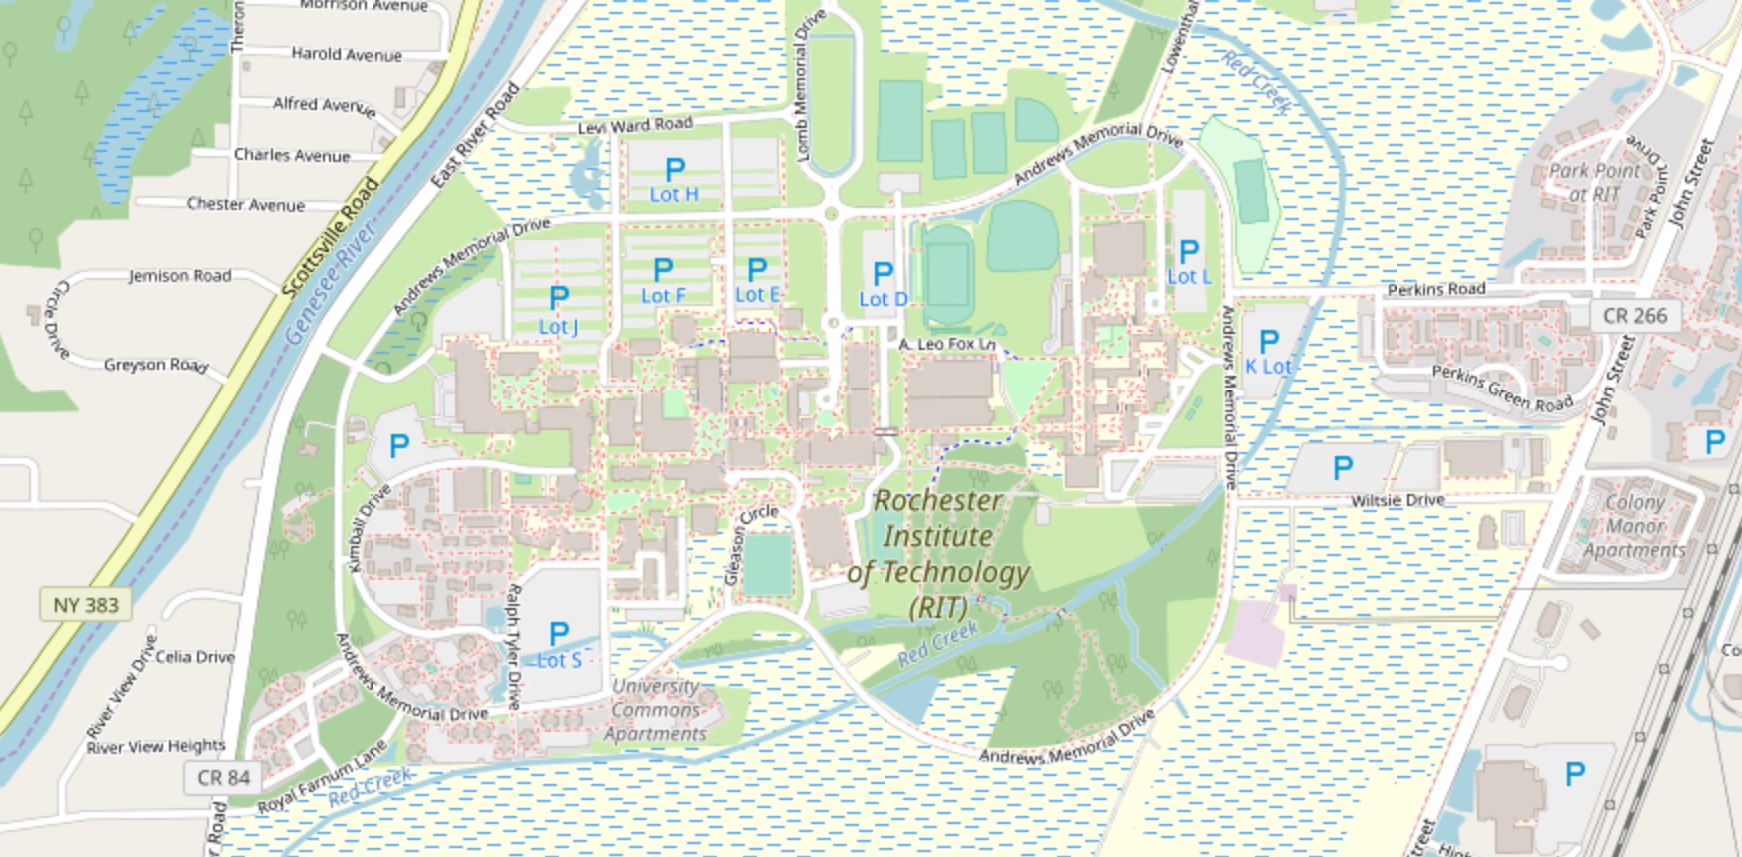 Morrison Avenue
Theron
Harold Avenue
Alfred Avenue
Charles Avenue
Chester Avenue
East River Road
Scottsville Road
Genesee River
Jemison Road
Circle Drive
Greyson Road
NY 383
Celia Drive
River View Drive
River View Heights
CR 84
Royal Farnum Lane
Red Creek
Road
Levi Ward Road
Lomb Memorial Drive
Lowenthal
Red Creek
P
Lot H
Andrews Memorial Drive
Andrews Memorial Drive
P
Lot J
P
Lot F
P
Lot E
P
Lot D
P
Lot L
A. Leo Fox Ln
P
K Lot
Andrews Memorial Drive
P
Kimball Drive
Gleason Circle
Rochester
Institute
of Technology
(RIT)
Red Creek
Ralph Tyler Drive
P
Lot S
Andrews Memorial Drive
University
Commons
Apartments
Andrews Memorial Drive
Park Point
at RIT
Park Point Drive
John Street
Perkins Road
CR 266
Perkins Green Road
John Street
P
P
Wiltsie Drive
Colony
Manor
Apartments
P
Co
treet
High